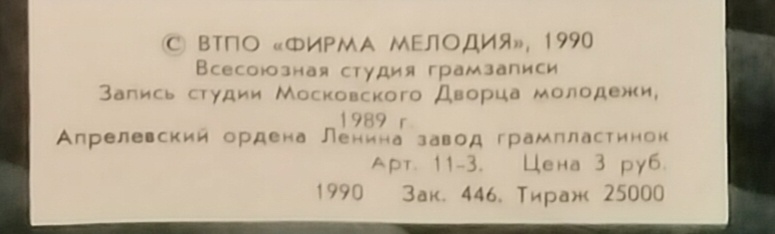 © ВТПО «ФИРМА МЕЛОДИЯ», 1990
Всесоюзная студия грамзаписи
Запись студии Московского Дворца молодежи,
1989 г.
Апрелевский ордена Ленина завод грампластинок
Арт. 11-3. Цена 3 руб.
1990 Зак. 446. Тираж 25000